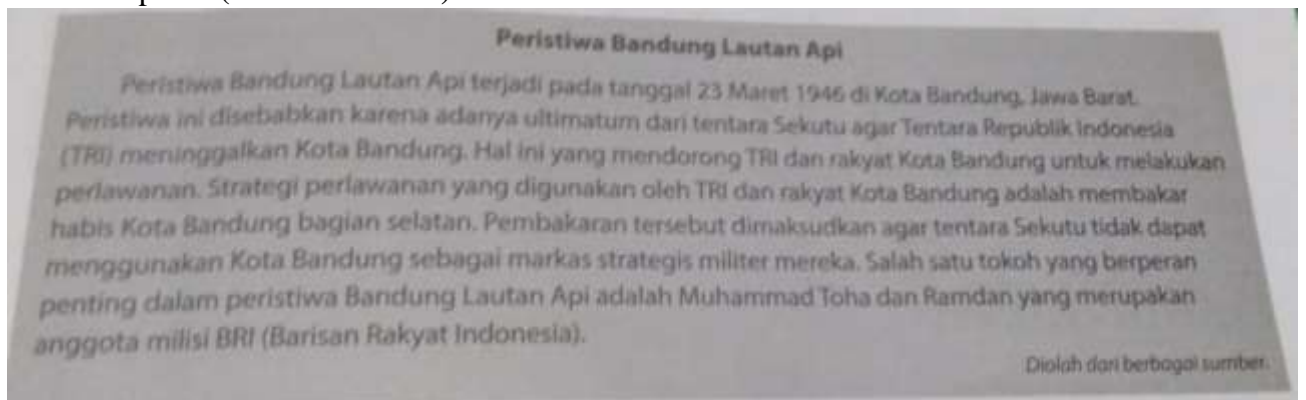 Peristiwa Bandung Lautan Api
Peristiwa Bandung Lautan Api terjadi pada tanggal 23 Maret 1946 di Kota Bandung, Jawa Barat.
Peristiwa ini disebabkan karena adanya ultimatum dari tentara Sekutu agar Tentara Republik Indonesia
(TRI) meninggalkan Kota Bandung. Hal ini yang mendorong TRI dan rakyat Kota Bandung untuk melakukan
perlawanan. Strategi perlawanan yang digunakan oleh TRI dan rakyat Kota Bandung adalah membakar
habis Kota Bandung bagian selatan. Pembakaran tersebut dimaksudkan agar tentara Sekutu tidak dapat
menggunakan Kota Bandung sebagai markas strategis militer mereka. Salah satu tokoh yang berperan
penting dalam peristiwa Bandung Lautan Api adalah Muhammad Toha dan Ramdan yang merupakan
anggota milisi BRI (Barisan Rakyat Indonesia).
Diolah dari berbagai sumber.